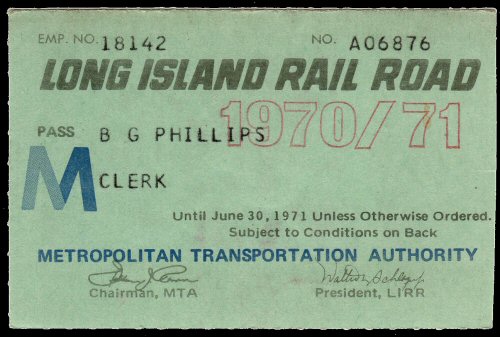 EMP. NO. 18142 NO. A06876
LONG ISLAND RAIL ROAD
1970/71
PASS B G PHILLIPS
M CLERK
Until June 30, 1971 Unless Otherwise Ordered.
Subject to Conditions on Back
METROPOLITAN TRANSPORTATION AUTHORITY
Chairman, MTA President, LIRR